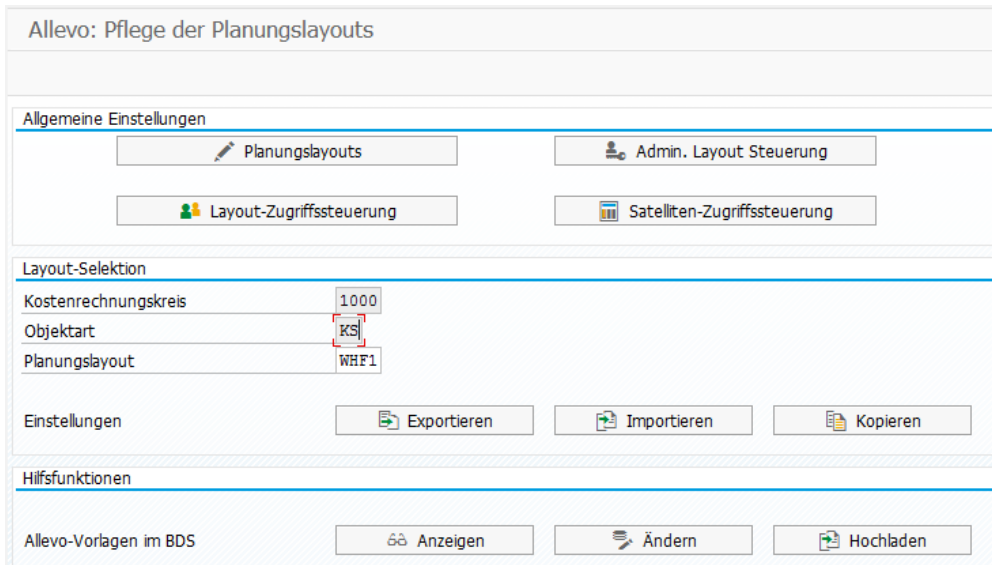 Allevo: Pflege der Planungslayouts
Allgemeine Einstellungen
Planungslayouts Admin. Layout Steuerung
Layout-Zugriffssteuerung Satelliten-Zugriffssteuerung
Layout-Selektion
Kostenrechnungskreis 1000
Objektart KS
Planungslayout WHF1
Einstellungen Exportieren Importieren Kopieren
Hilfsfunktionen
Allevo-Vorlagen im BDS Anzeigen Ändern Hochladen